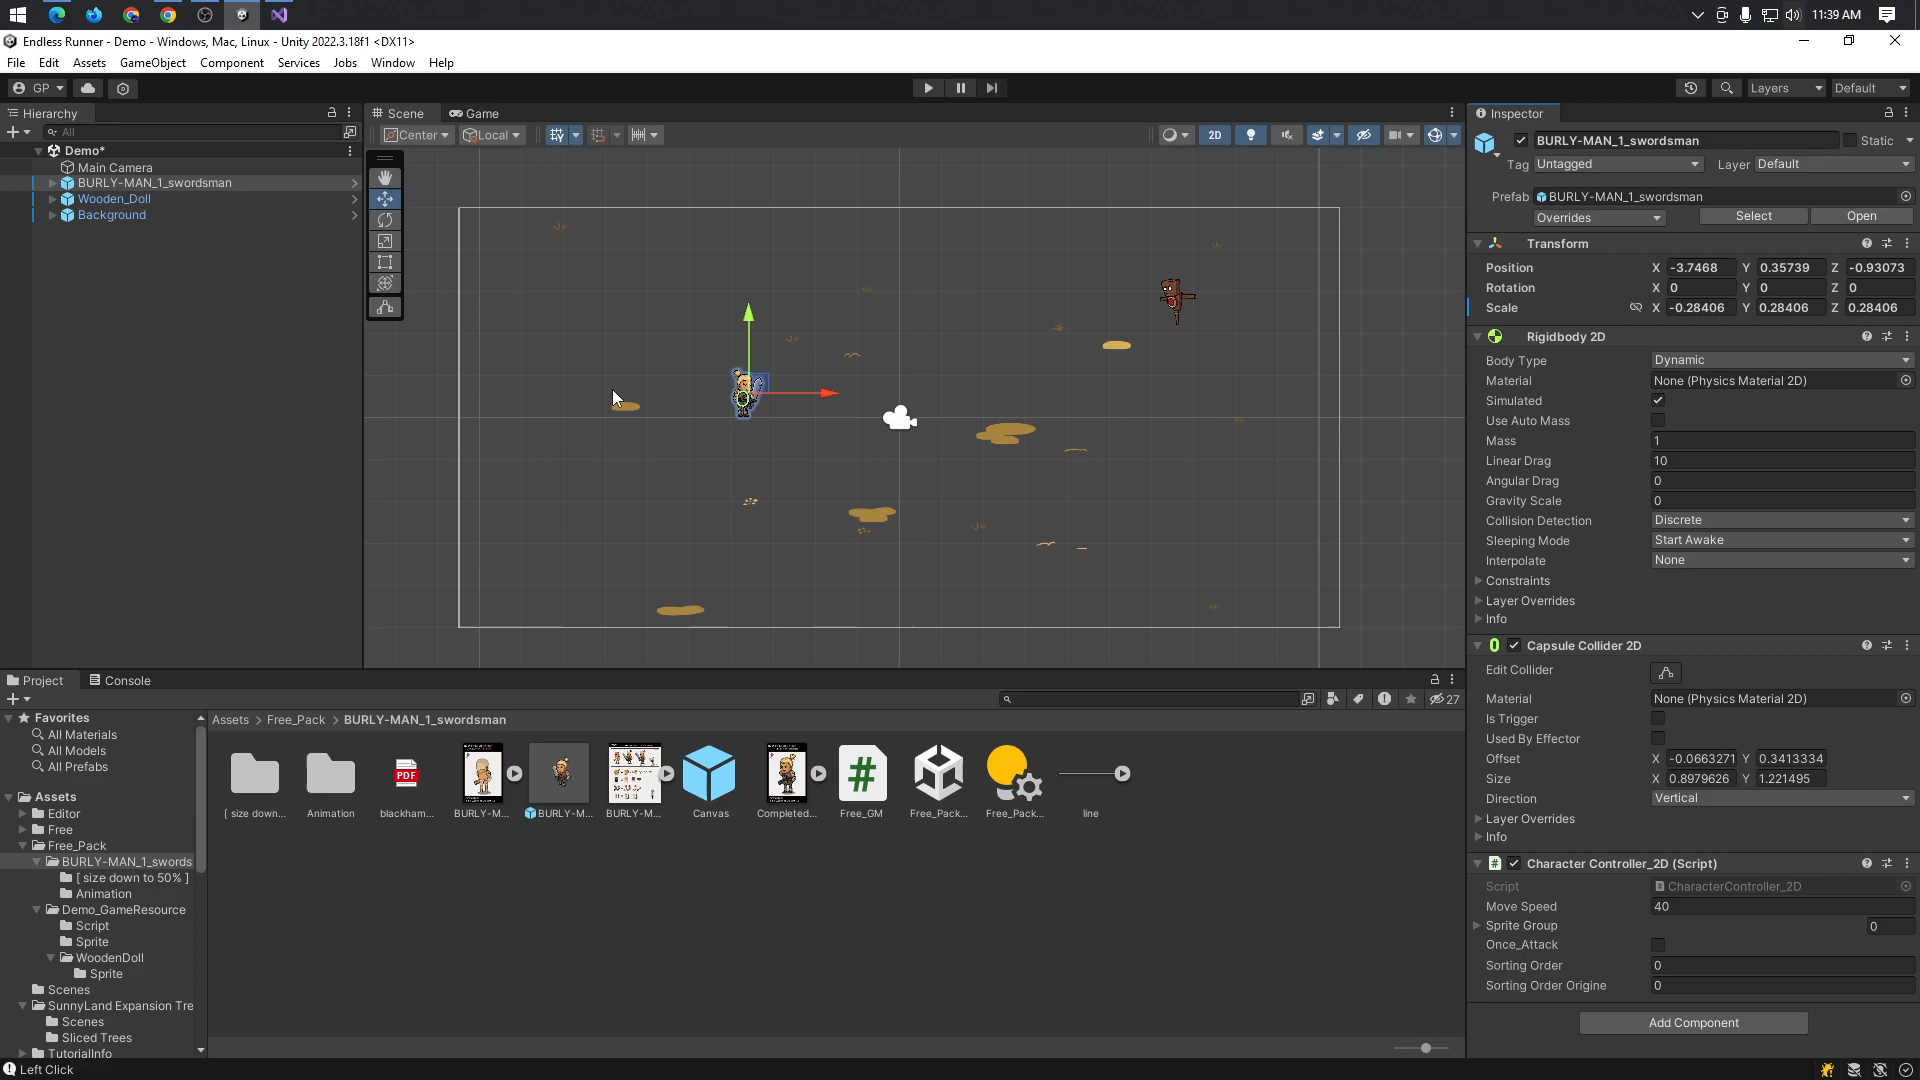 11:39 AM
Endless Runner - Demo - Windows, Mac, Linux - Unity 2022.3.18f1 <DX11>
File Edit Assets GameObject Component Services Jobs Window Help
GP Layers Default
Hierarchy Scene Game Inspector
All Center Local 2D
Demo*
Main Camera
BURLY-MAN_1_swordsman
Wooden_Doll
Background
BURLY-MAN_1_swordsman Static
Tag Untagged Layer Default
Prefab BURLY-MAN_1_swordsman
Overrides Select Open
Transform
Position X -3.7468 Y 0.35739 Z -0.93073
Rotation X 0 Y 0 Z 0
Scale X -0.28406 Y 0.28406 Z 0.28406
Rigidbody 2D
Body Type Dynamic
Material None (Physics Material 2D)
Simulated
Use Auto Mass
Mass 1
Linear Drag 10
Angular Drag 0
Gravity Scale 0
Collision Detection Discrete
Sleeping Mode Start Awake
Interpolate None
Constraints
Layer Overrides
Info
Capsule Collider 2D
Edit Collider
Material None (Physics Material 2D)
Is Trigger
Used By Effector
Offset X -0.0663271 Y 0.3413334
Size X 0.8979626 Y 1.221495
Direction Vertical
Layer Overrides
Info
Character Controller_2D (Script)
Script CharacterController_2D
Move Speed 40
Sprite Group 0
Once_Attack
Sorting Order 0
Sorting Order Origine 0
Add Component
Project Console
27
Favorites
All Materials
All Models
All Prefabs
Assets
Editor
Free
Free_Pack
BURLY-MAN_1_swords
[ size down to 50% ]
Animation
Demo_GameResource
Script
Sprite
WoodenDoll
Sprite
Scenes
SunnyLand Expansion Tre
Scenes
Sliced Trees
TutorialInfo
Assets > Free_Pack > BURLY-MAN_1_swordsman
PDF
[ size down... Animation blackham... BURLY-M... BURLY-M... BURLY-M... Canvas Completed... Free_GM Free_Pack... Free_Pack... line
Left Click